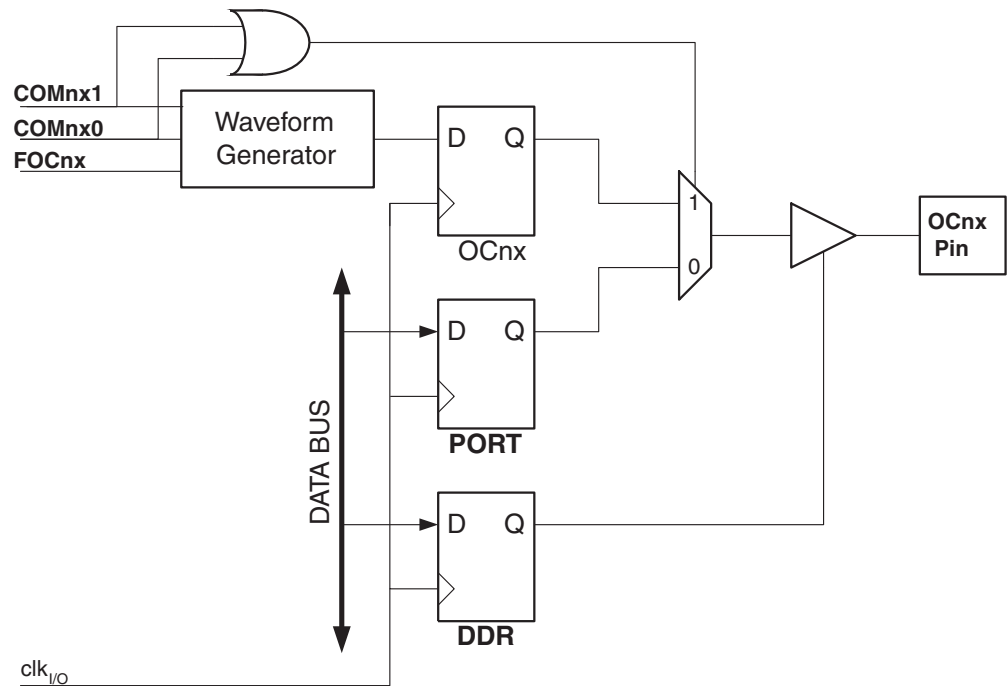 COMnx1
COMnx0
FOCnx
Waveform
Generator
D Q
OCnx
1
0
OCnx
Pin
D Q
PORT
DATA BUS
D Q
DDR
clkI/O